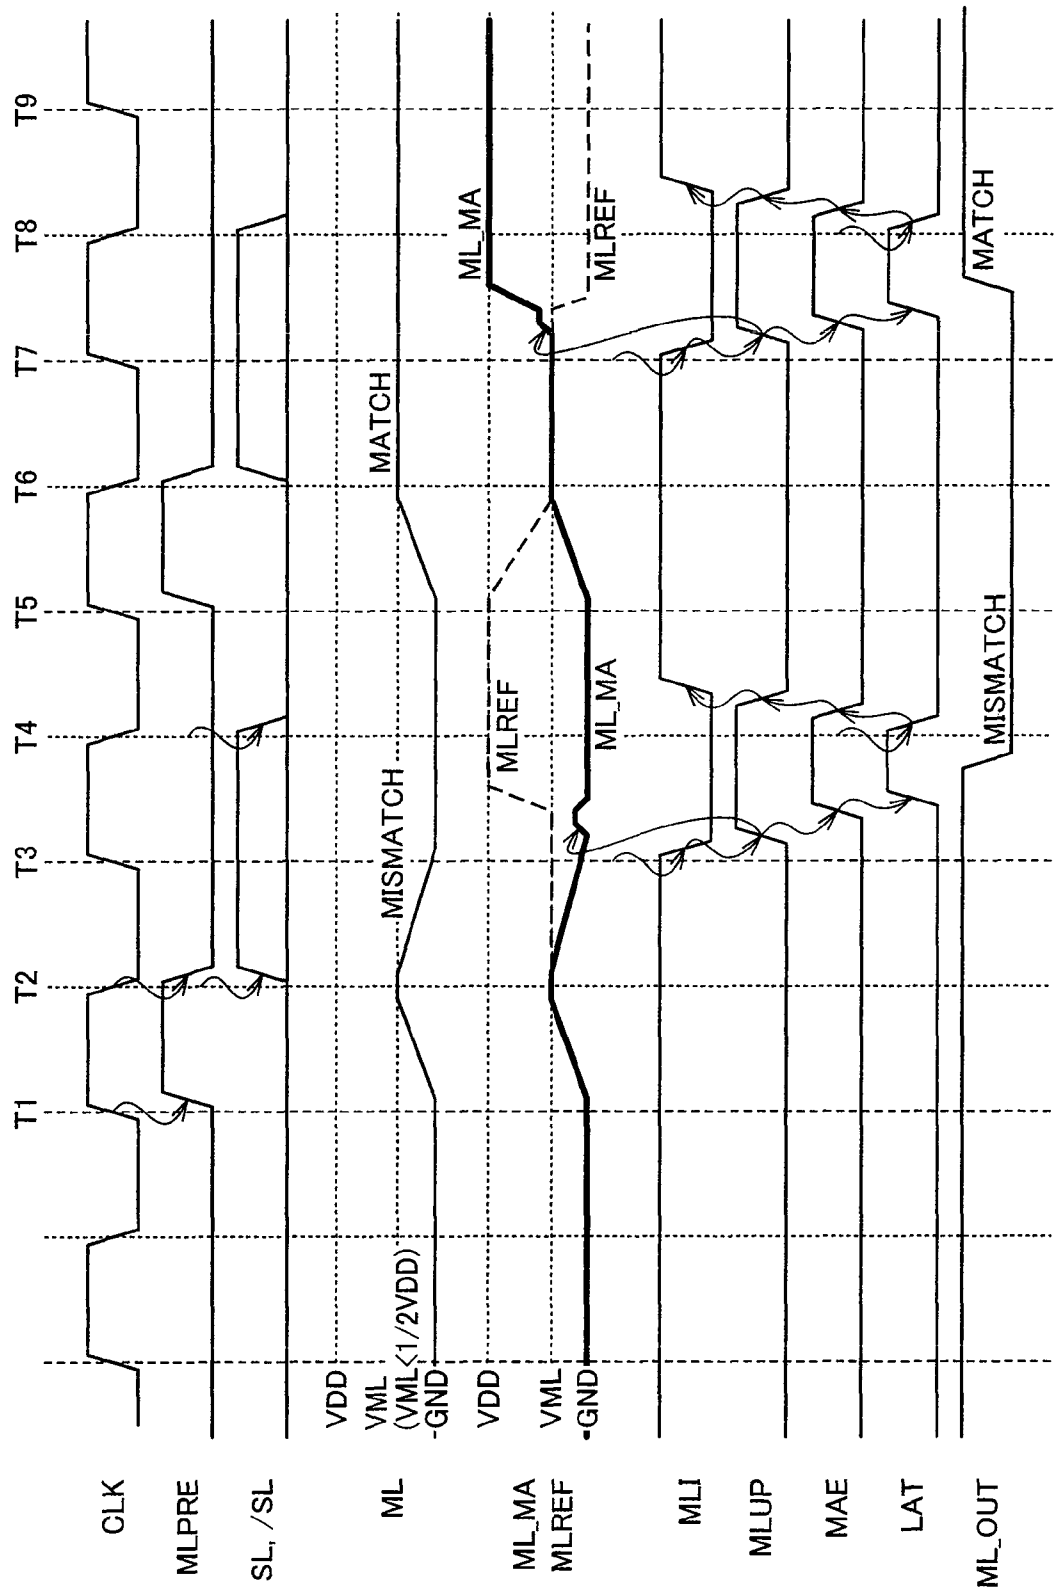 T1 T2 T3 T4 T5 T6 T7 T8 T9
CLK
MLPRE
SL, /SL
VDD
VML
(VML<1/2VDD)
GND
ML
MISMATCH
MATCH
VDD
VML
GND
ML_MA
MLREF
MLREF
ML_MA
ML_MA
MLREF
MLI
MLUP
MAE
LAT
ML_OUT
MISMATCH
MATCH